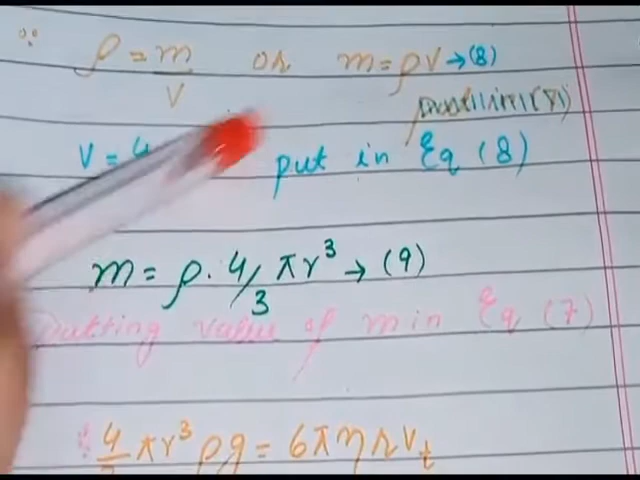 ∵ ρ = m/V or m = ρV → (8)
V = 4 put in Eq (8)
m = ρ · 4/3 πr³ → (9)
Putting value of m in Eq (7)
∵ 4/3 πr³ ρg = 6πηrVt